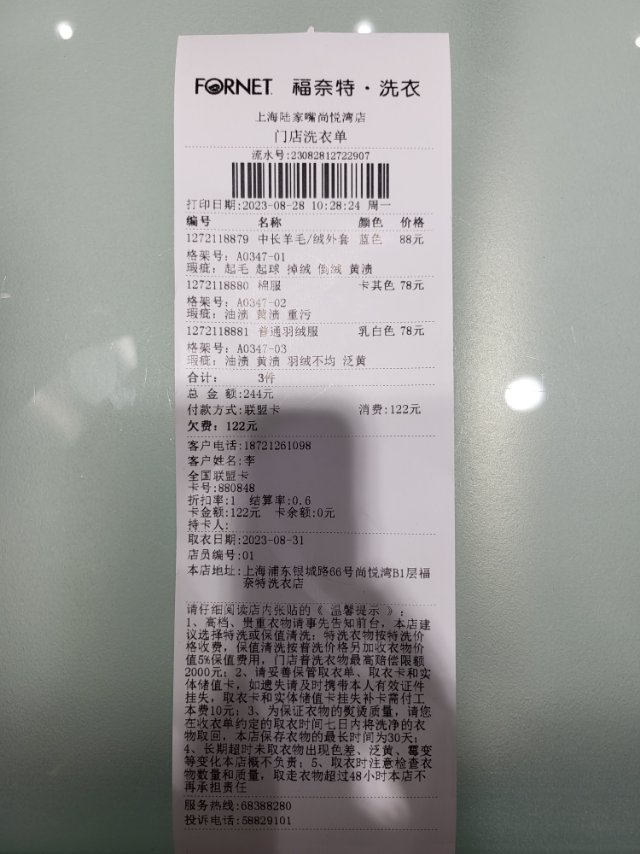 FORNET 福奈特·洗衣
上海陆家嘴尚悦湾店
门店洗衣单
流水号:23082812722907
打印日期:2023-08-28 10:28:24 周一
编号 名称 颜色 价格
1272118879 中长羊毛/绒外套 蓝色 88元
格架号: A0347-01
瑕疵: 起毛 起球 掉绒 倒绒 黄渍
1272118880 棉服 卡其色 78元
格架号: A0347-02
瑕疵: 油渍 黄渍 重污
1272118881 普通羽绒服 乳白色 78元
格架号: A0347-03
瑕疵: 油渍 黄渍 羽绒不均 泛黄
合计: 3件
总 金 额:244元
付款方式:联盟卡 消费:122元
欠费: 122元
客户电话:18721261098
客户姓名:李
全国联盟卡
卡号:880848
折扣率:1 结算率:0.6
卡金额:122元 卡余额:0元
持卡人:
取衣日期:2023-08-31
店员编号:01
本店地址:上海浦东银城路66号尚悦湾B1层福
奈特洗衣店
请仔细阅读店内张贴的《 温馨提示 》:
1、高档、贵重衣物请事先告知前台，本店建
议选择特洗或保值清洗；特洗衣物按特洗价
格收费，保值清洗按普洗价格另加收衣物价
值5%保值费用，门店普洗衣物最高赔偿限额
2000元；2、请妥善保管取衣单、取衣卡和实
体储值卡，如遗失请及时携带本人有效证件
挂失，取衣卡和实体储值卡挂失补卡需付工
本费10元；3、为保证衣物的熨烫质量，请您
在收衣单约定的取衣时间七日内将洗净的衣
物取回，本店保存衣物的最长时间为30天；
4、长期超时未取衣物出现色差、泛黄、霉变
等变化本店概不负责；5、取衣时注意检查衣
物数量和质量，取走衣物超过48小时本店不
再承担责任
服务热线:68388280
投诉电话:58829101